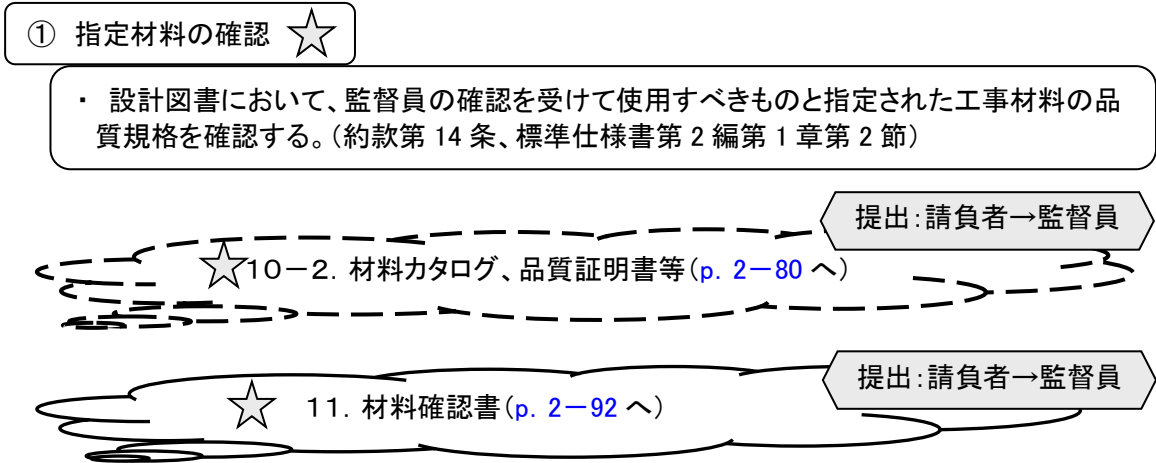 ① 指定材料の確認
・ 設計図書において、監督員の確認を受けて使用すべきものと指定された工事材料の品
質規格を確認する。(約款第 14 条、標準仕様書第 2 編第 1 章第 2 節)
提出:請負者→監督員
10-2. 材料カタログ、品質証明書等(p. 2-80 へ)
提出:請負者→監督員
11. 材料確認書(p. 2-92 へ)